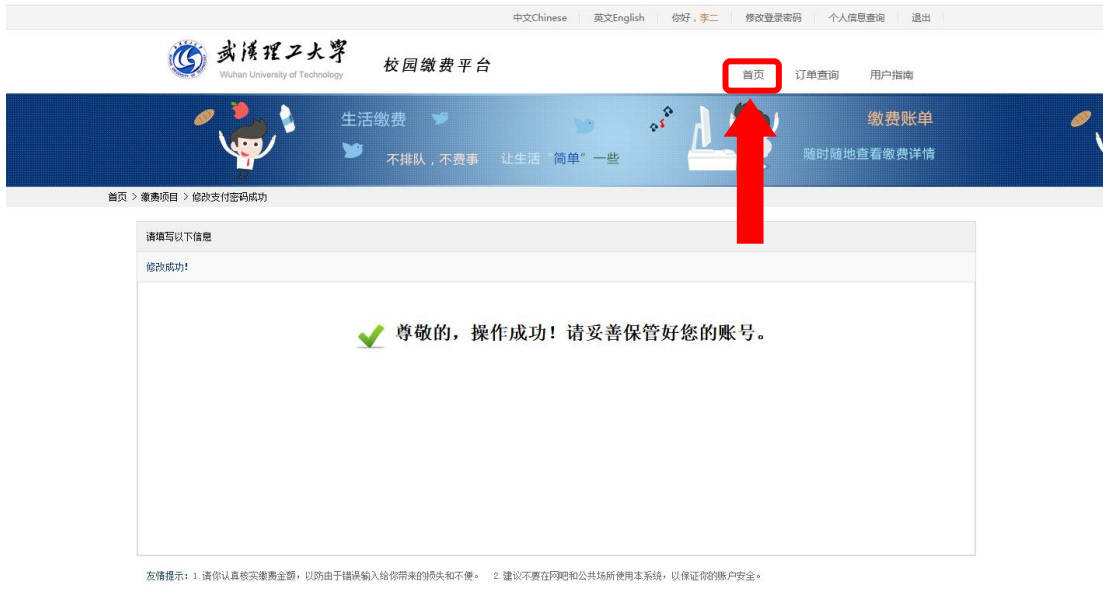 中文Chinese 英文English 你好，李二 修改登录密码 个人信息查询 退出
武汉理工大学 校园缴费平台
Wuhan University of Technology
首页 订单查询 用户指南
生活缴费 缴费账单
不排队，不费事 让生活“简单”一些 随时随地查看缴费详情
首页 > 缴费项目 > 修改支付密码成功
请填写以下信息
修改成功!
尊敬的，操作成功！请妥善保管好您的账号。
友情提示：1.请你认真核实缴费金额，以防由于错误输入给你带来的损失和不便。 2.建议不要在网吧和公共场所使用本系统，以保证你的账户安全。